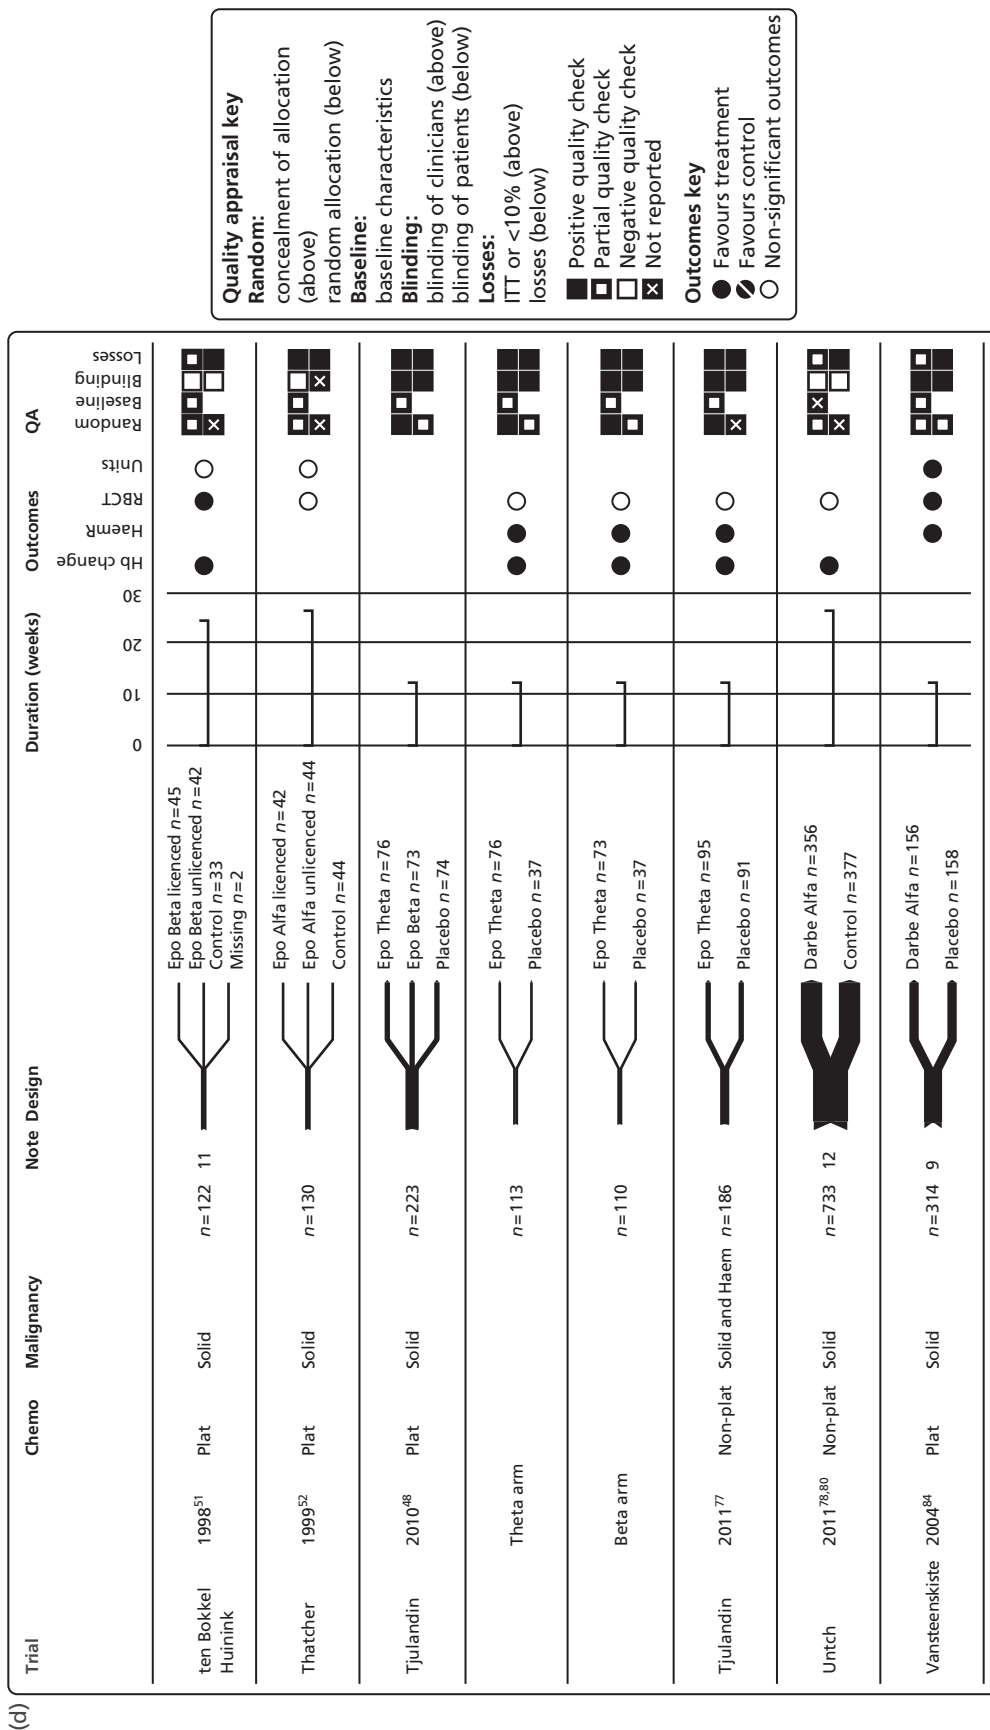 (d)
Trial Chemo Malignancy Note Design Duration (weeks) Outcomes QA
0 10 20 30 Hb change HaemR RBCT Units Random Baseline Blinding Losses
ten Bokkel Huinink 1998⁵¹ Plat Solid n=122 11
Epo Beta licenced n=45
Epo Beta unlicenced n=42
Control n=33
Missing n=2
Thatcher 1999⁵² Plat Solid n=130
Epo Alfa licenced n=42
Epo Alfa unlicenced n=44
Control n=44
Tjulandin 2010⁴⁸ Plat Solid n=223
Epo Theta n=76
Epo Beta n=73
Placebo n=74
Theta arm n=113
Epo Theta n=76
Placebo n=37
Beta arm n=110
Epo Theta n=73
Placebo n=37
Tjulandin 2011⁷⁷ Non-plat Solid and Haem n=186
Epo Theta n=95
Placebo n=91
Untch 2011⁷⁸,⁸⁰ Non-plat Solid n=733 12
Darbe Alfa n=356
Control n=377
Vansteenskiste 2004⁸⁴ Plat Solid n=314 9
Darbe Alfa n=156
Placebo n=158
Quality appraisal key
Random:
concealment of allocation
(above)
random allocation (below)
Baseline:
baseline characteristics
Blinding:
blinding of clinicians (above)
blinding of patients (below)
Losses:
ITT or <10% (above)
losses (below)
Positive quality check
Partial quality check
Negative quality check
Not reported
Outcomes key
Favours treatment
Favours control
Non-significant outcomes